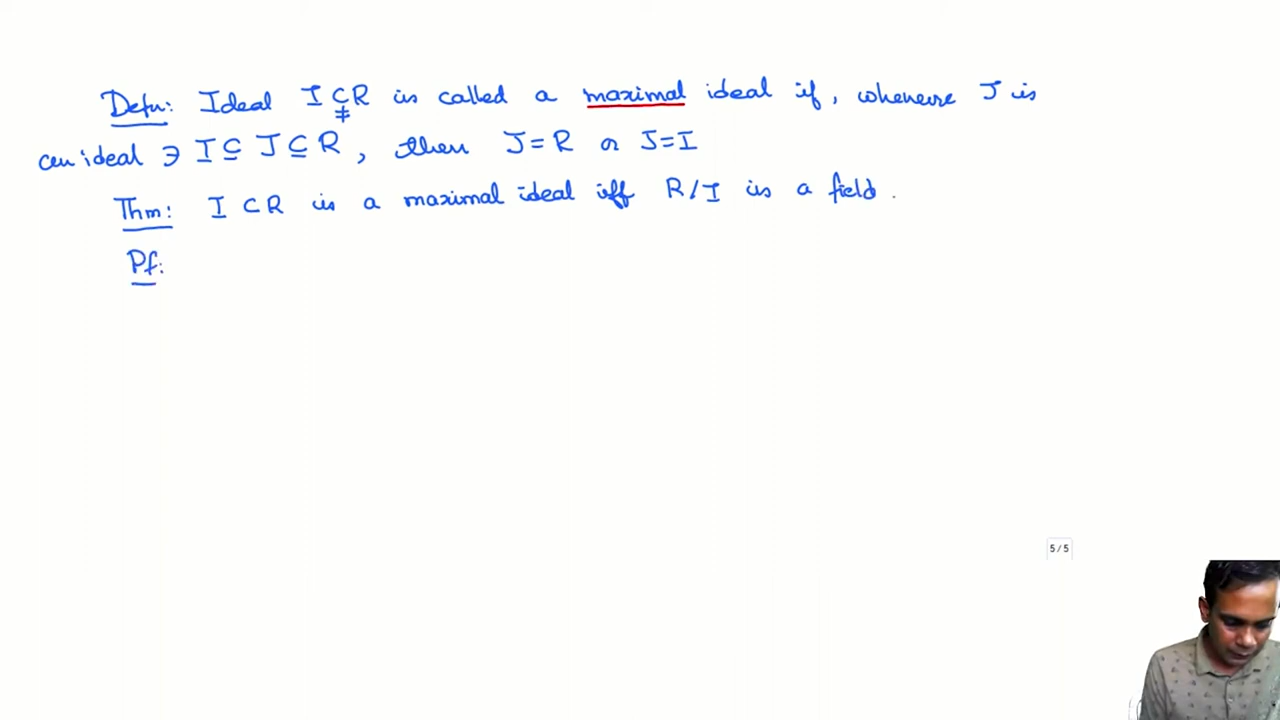 Defn: Ideal I ⊊ R is called a maximal ideal if, whenever J is
an ideal ∋ I ⊆ J ⊆ R, then J=R or J=I
Thm: I ⊂ R is a maximal ideal iff R/I is a field.
Pf:
5/5